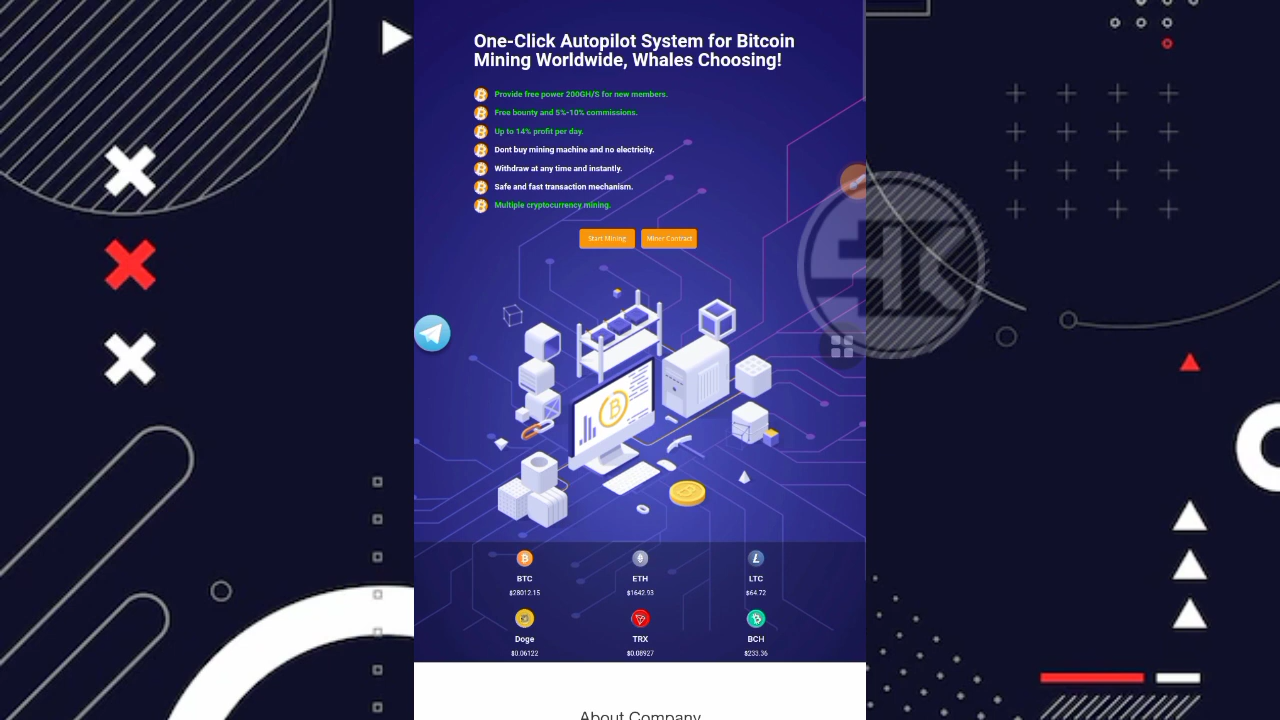 One-Click Autopilot System for Bitcoin
Mining Worldwide, Whales Choosing!
Provide free power 200GH/S for new members.
Free bounty and 5%-10% commissions.
Up to 14% profit per day.
Dont buy mining machine and no electricity.
Withdraw at any time and instantly.
Safe and fast transaction mechanism.
Multiple cryptocurrency mining.
Start Mining
Miner Contract
BTC
ETH
LTC
$28012.15
$1642.93
$64.72
Doge
TRX
BCH
$0.06122
$0.08927
$233.36
About Company